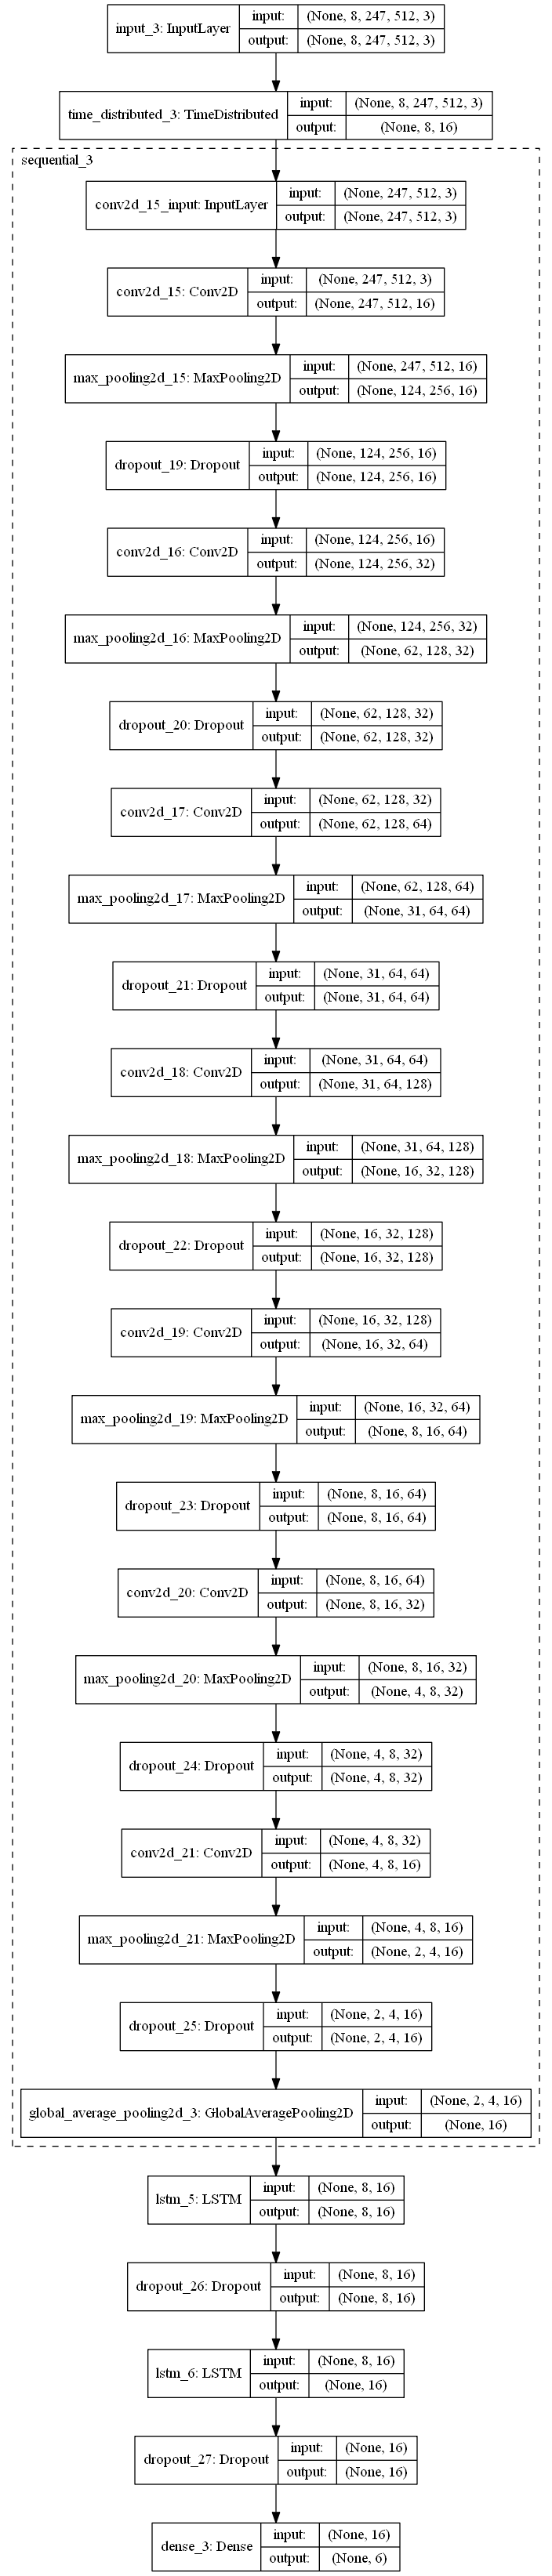 input_3: InputLayer input: (None, 8, 247, 512, 3)
output: (None, 8, 247, 512, 3)
time_distributed_3: TimeDistributed input: (None, 8, 247, 512, 3)
output: (None, 8, 16)
sequential_3
conv2d_15_input: InputLayer input: (None, 247, 512, 3)
output: (None, 247, 512, 3)
conv2d_15: Conv2D input: (None, 247, 512, 3)
output: (None, 247, 512, 16)
max_pooling2d_15: MaxPooling2D input: (None, 247, 512, 16)
output: (None, 124, 256, 16)
dropout_19: Dropout input: (None, 124, 256, 16)
output: (None, 124, 256, 16)
conv2d_16: Conv2D input: (None, 124, 256, 16)
output: (None, 124, 256, 32)
max_pooling2d_16: MaxPooling2D input: (None, 124, 256, 32)
output: (None, 62, 128, 32)
dropout_20: Dropout input: (None, 62, 128, 32)
output: (None, 62, 128, 32)
conv2d_17: Conv2D input: (None, 62, 128, 32)
output: (None, 62, 128, 64)
max_pooling2d_17: MaxPooling2D input: (None, 62, 128, 64)
output: (None, 31, 64, 64)
dropout_21: Dropout input: (None, 31, 64, 64)
output: (None, 31, 64, 64)
conv2d_18: Conv2D input: (None, 31, 64, 64)
output: (None, 31, 64, 128)
max_pooling2d_18: MaxPooling2D input: (None, 31, 64, 128)
output: (None, 16, 32, 128)
dropout_22: Dropout input: (None, 16, 32, 128)
output: (None, 16, 32, 128)
conv2d_19: Conv2D input: (None, 16, 32, 128)
output: (None, 16, 32, 64)
max_pooling2d_19: MaxPooling2D input: (None, 16, 32, 64)
output: (None, 8, 16, 64)
dropout_23: Dropout input: (None, 8, 16, 64)
output: (None, 8, 16, 64)
conv2d_20: Conv2D input: (None, 8, 16, 64)
output: (None, 8, 16, 32)
max_pooling2d_20: MaxPooling2D input: (None, 8, 16, 32)
output: (None, 4, 8, 32)
dropout_24: Dropout input: (None, 4, 8, 32)
output: (None, 4, 8, 32)
conv2d_21: Conv2D input: (None, 4, 8, 32)
output: (None, 4, 8, 16)
max_pooling2d_21: MaxPooling2D input: (None, 4, 8, 16)
output: (None, 2, 4, 16)
dropout_25: Dropout input: (None, 2, 4, 16)
output: (None, 2, 4, 16)
global_average_pooling2d_3: GlobalAveragePooling2D input: (None, 2, 4, 16)
output: (None, 16)
lstm_5: LSTM input: (None, 8, 16)
output: (None, 8, 16)
dropout_26: Dropout input: (None, 8, 16)
output: (None, 8, 16)
lstm_6: LSTM input: (None, 8, 16)
output: (None, 16)
dropout_27: Dropout input: (None, 16)
output: (None, 16)
dense_3: Dense input: (None, 16)
output: (None, 6)